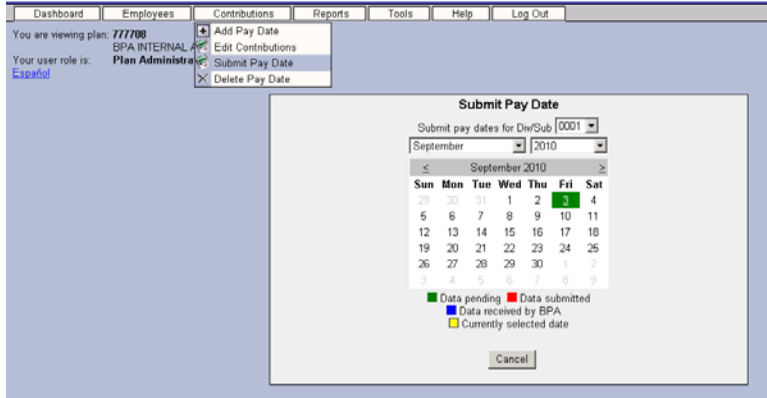 Dashboard Employees Contributions Reports Tools Help Log Out
You are viewing plan: 777708
BPA INTERNAL
Your user role is: Plan
Español
Add Pay Date
Edit Contributions
Submit Pay Date
Delete Pay Date
Submit Pay Date
Submit pay dates for Div/Sub 0001
September 2010
< September 2010 >
Sun Mon Tue Wed Thu Fri Sat
29 30 31 1 2 3 4
5 6 7 8 9 10 11
12 13 14 15 16 17 18
19 20 21 22 23 24 25
26 27 28 29 30 1 2
3 4 5 6 7 8 9
Data pending Data submitted
Data received by BPA
Currently selected date
Cancel